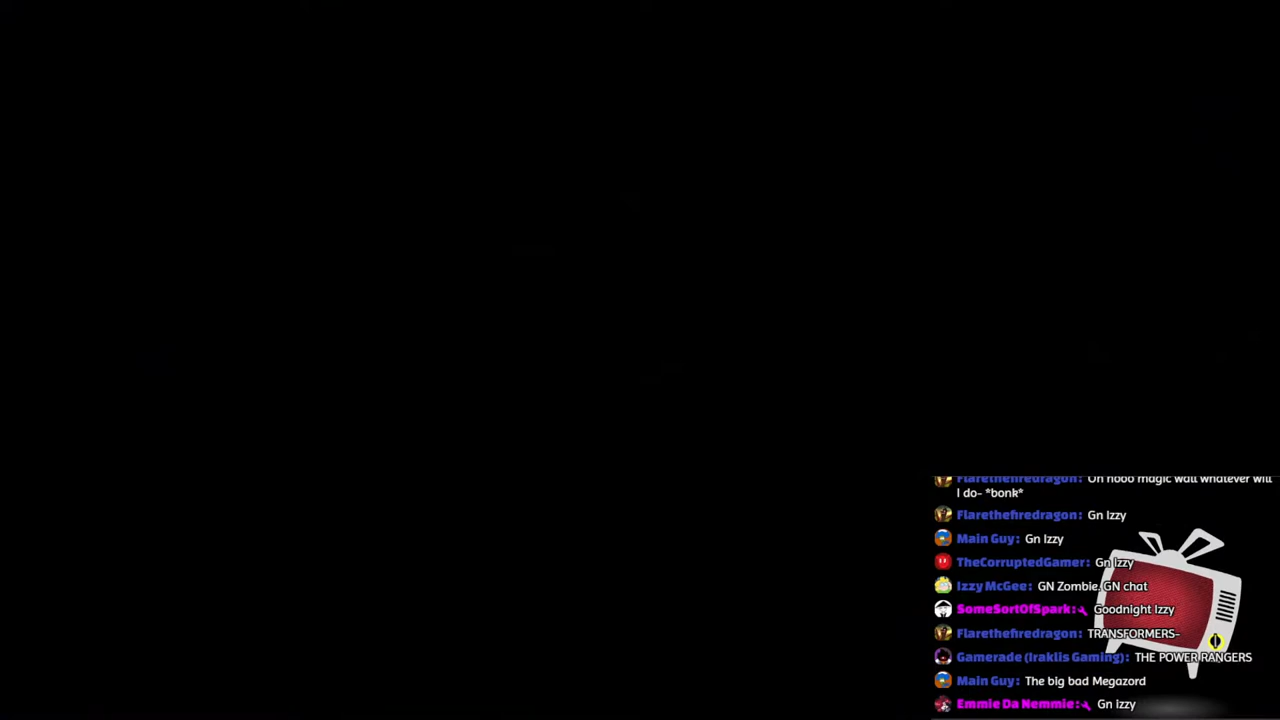 Flarethefiredragon: Oh nooo magic wall whatever will
I do- *bonk*
Flarethefiredragon: Gn Izzy
Main Guy: Gn Izzy
TheCorruptedGamer: Gn Izzy
Izzy McGee: GN Zombie. GN chat
SomeSortOfSpark: Goodnight Izzy
Flarethefiredragon: TRANSFORMERS-
Gamerade (Iraklis Gaming): THE POWER RANGERS
Main Guy: The big bad Megazord
Emmie Da Nemmie: Gn Izzy